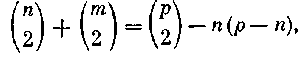 \binom{n}{2} + \binom{m}{2} = \binom{p}{2} - n(p-n),